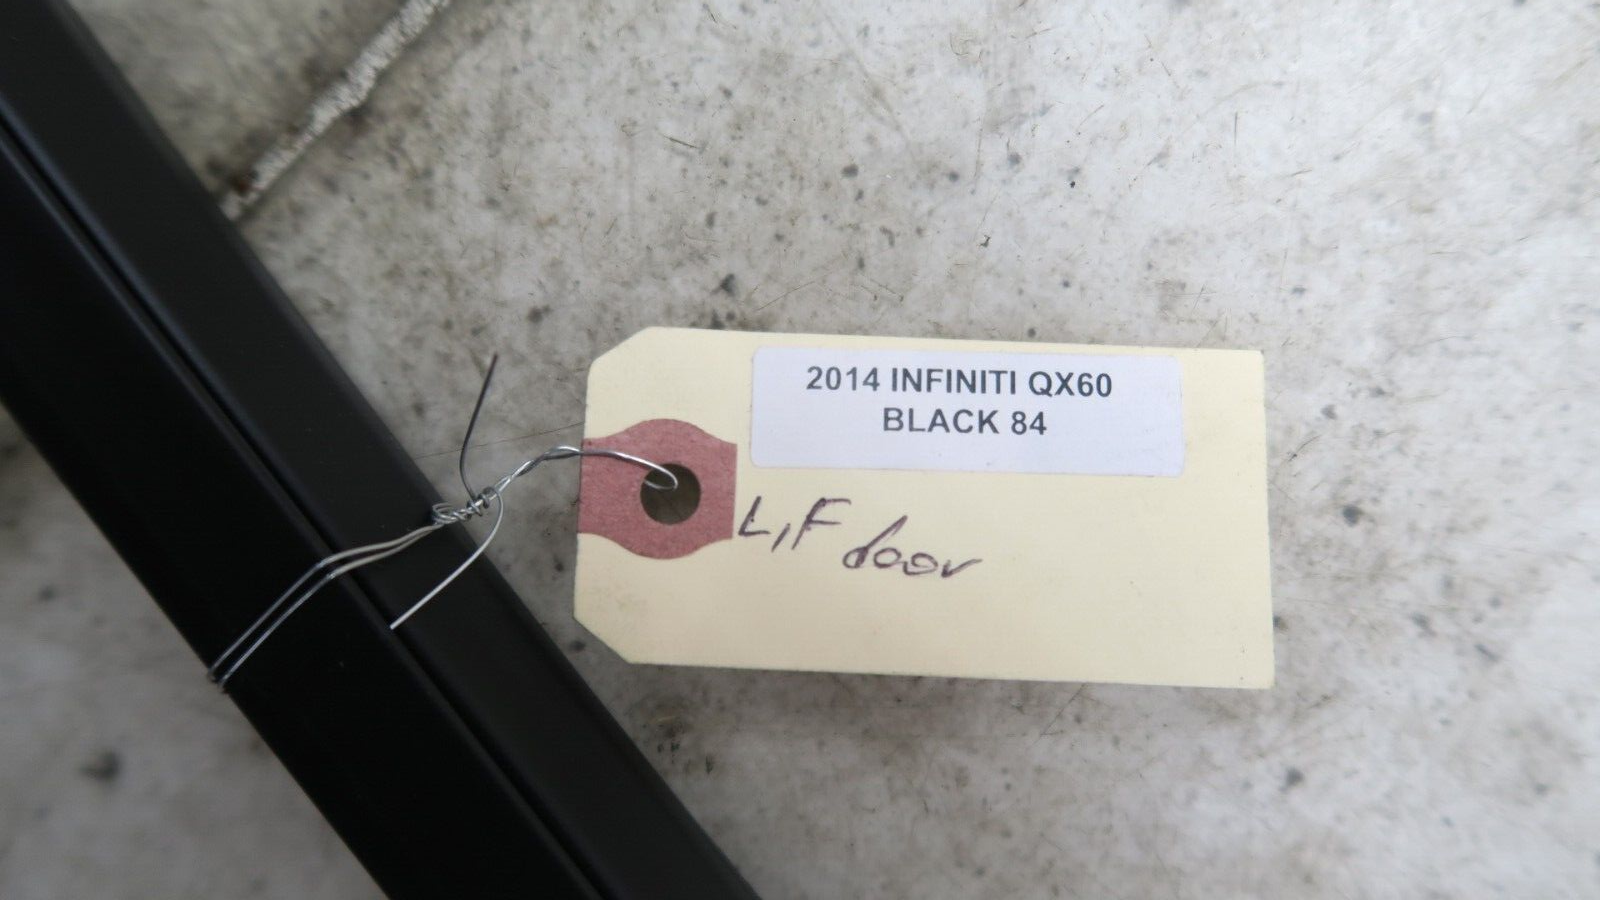 2014 INFINITI QX60
BLACK 84
L,F door